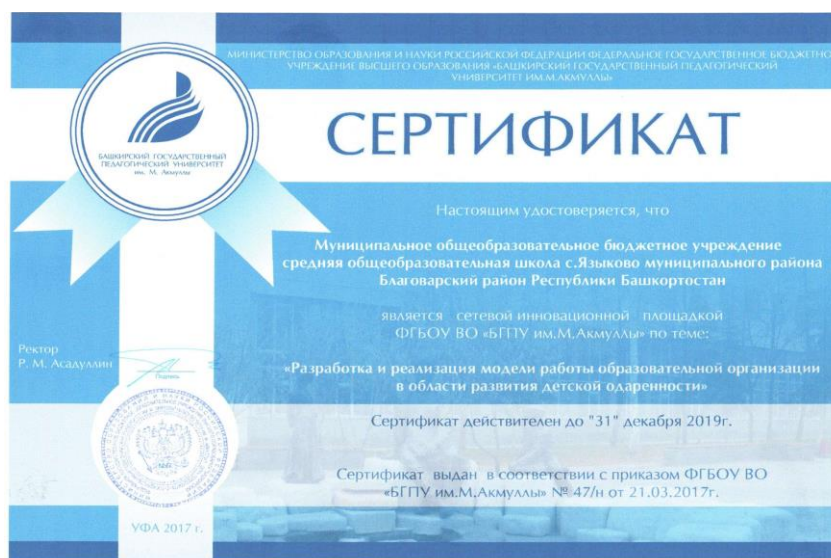 МИНИСТЕРСТВО ОБРАЗОВАНИЯ И НАУКИ РОССИЙСКОЙ ФЕДЕРАЦИИ ФЕДЕРАЛЬНОЕ ГОСУДАРСТВЕННОЕ БЮДЖЕТНО
УЧРЕЖДЕНИЕ ВЫСШЕГО ОБРАЗОВАНИЯ «БАШКИРСКИЙ ГОСУДАРСТВЕННЫЙ ПЕДАГОГИЧЕСКИЙ
УНИВЕРСИТЕТ ИМ.М.АКМУЛЛЫ»
БАШКИРСКИЙ ГОСУДАРСТВЕННЫЙ
ПЕДАГОГИЧЕСКИЙ УНИВЕРСИТЕТ
им. М. Акмуллы
СЕРТИФИКАТ
Настоящим удостоверяется, что
Муниципальное общеобразовательное бюджетное учреждение
средняя общеобразовательная школа с.Языково муниципального района
Благоварский район Республики Башкортостан
является сетевой инновационной площадкой
ФГБОУ ВО «БГПУ им.М.Акмуллы» по теме:
Ректор
Р. М. Асадуллин
Подпись
«Разработка и реализация модели работы образовательной организации
в области развития детской одаренности»
Сертификат действителен до "31" декабря 2019г.
Сертификат выдан в соответствии с приказом ФГБОУ ВО
«БГПУ им.М.Акмуллы» № 47/н от 21.03.2017г.
УФА 2017 г.